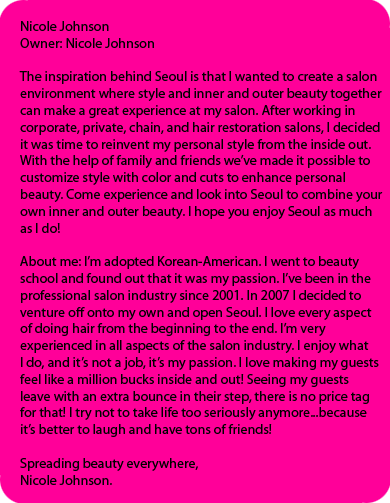 Nicole Johnson
Owner: Nicole Johnson
The inspiration behind Seoul is that I wanted to create a salon
environment where style and inner and outer beauty together
can make a great experience at my salon. After working in
corporate, private, chain, and hair restoration salons, I decided
it was time to reinvent my personal style from the inside out.
With the help of family and friends we've made it possible to
customize style with color and cuts to enhance personal
beauty. Come experience and look into Seoul to combine your
own inner and outer beauty. I hope you enjoy Seoul as much
as I do!
About me: I'm adopted Korean-American. I went to beauty
school and found out that it was my passion. I've been in the
professional salon industry since 2001. In 2007 I decided to
venture off onto my own and open Seoul. I love every aspect
of doing hair from the beginning to the end. I'm very
experienced in all aspects of the salon industry. I enjoy what
I do, and it's not a job, it's my passion. I love making my guests
feel like a million bucks inside and out! Seeing my guests
leave with an extra bounce in their step, there is no price tag
for that! I try not to take life too seriously anymore...because
it's better to laugh and have tons of friends!
Spreading beauty everywhere,
Nicole Johnson.